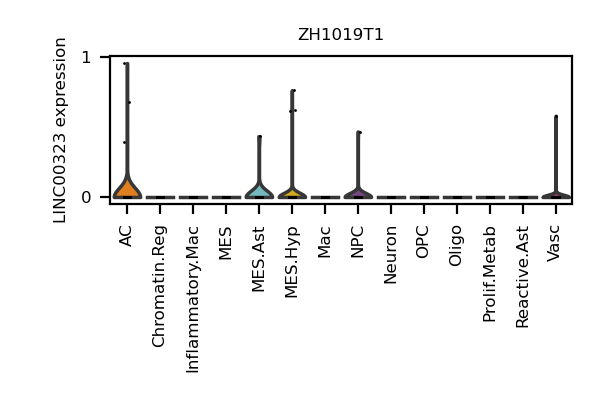 ZH1019T1
LINC00323 expression
1
0
AC
Chromatin.Reg
Inflammatory.Mac
MES
MES.Ast
MES.Hyp
Mac
NPC
Neuron
OPC
Oligo
Prolif.Metab
Reactive.Ast
Vasc